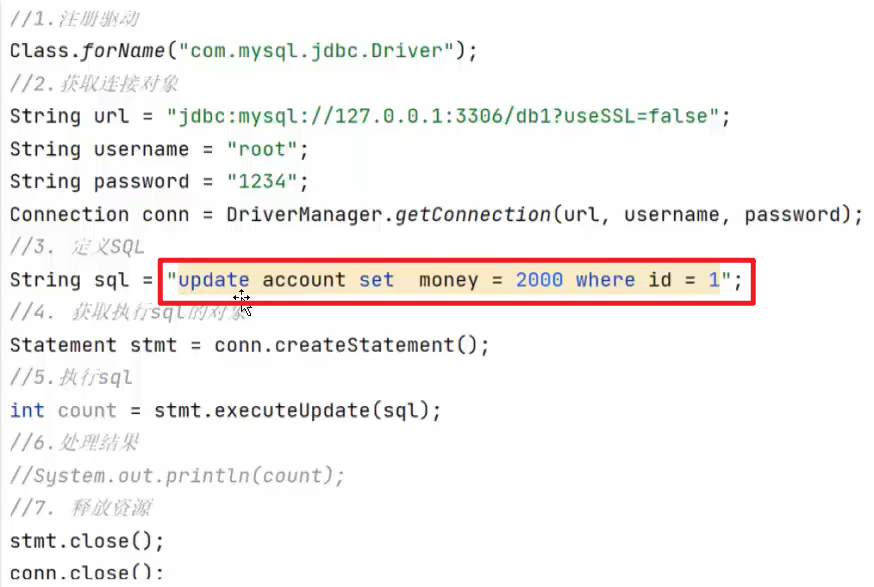 //1.注册驱动
Class.forName("com.mysql.jdbc.Driver");
//2.获取连接对象
String url = "jdbc:mysql://127.0.0.1:3306/db1?useSSL=false";
String username = "root";
String password = "1234";
Connection conn = DriverManager.getConnection(url, username, password);
//3. 定义SQL
String sql = "update account set  money = 2000 where id = 1";
//4. 获取执行sql的对象
Statement stmt = conn.createStatement();
//5.执行sql
int count = stmt.executeUpdate(sql);
//6.处理结果
//System.out.println(count);
//7. 释放资源
stmt.close();
conn.close();